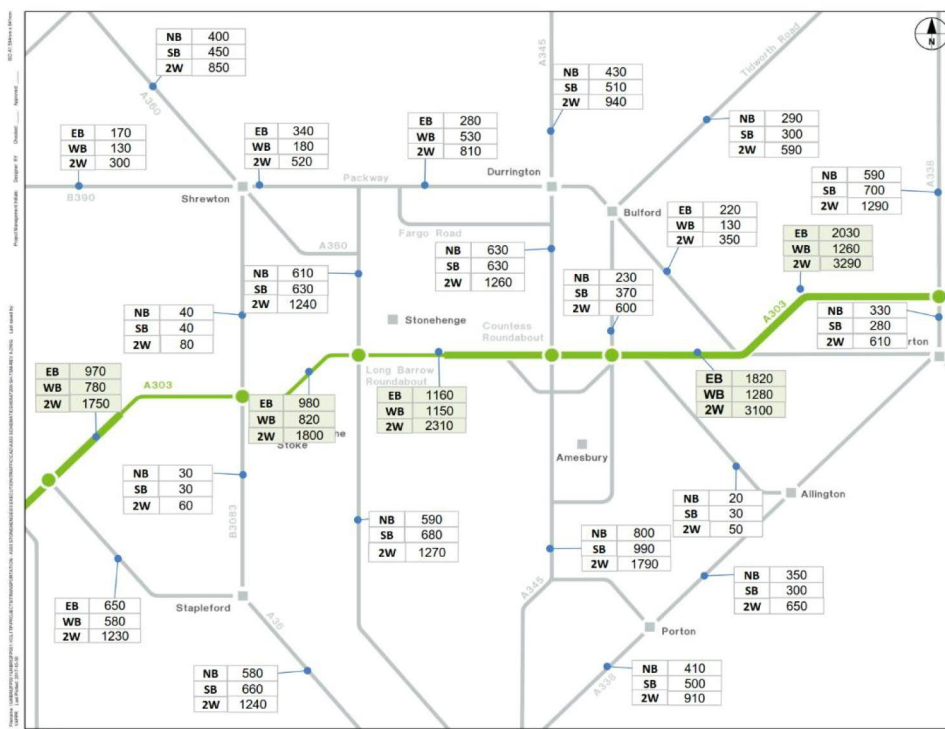 N
NB 400
SB 450
2W 850
A360
A345
NB 430
SB 510
2W 940
Tidworth Road
NB 290
SB 300
2W 590
EB 170
WB 130
2W 300
EB 340
WB 180
2W 520
EB 280
WB 530
2W 810
Packway
Durrington
NB 590
SB 700
2W 1290
A338
B390
Shrewton
Fargo Road
Bulford
EB 220
WB 130
2W 350
EB 2030
WB 1260
2W 3290
A360
NB 610
SB 630
2W 1240
NB 630
SB 630
2W 1260
NB 230
SB 370
2W 600
A303
NB 40
SB 40
2W 80
Stonehenge
Countess
Roundabout
NB 330
SB 280
2W 610
rton
EB 970
WB 780
2W 1750
A303
Long Barrow
Roundabout
EB 980
WB 820
2W 1800
ne
Stoke
EB 1160
WB 1150
2W 2310
EB 1820
WB 1280
2W 3100
Amesbury
NB 30
SB 30
2W 60
B3083
NB 20
SB 30
2W 50
Allington
NB 590
SB 680
2W 1270
NB 800
SB 990
2W 1790
A345
NB 350
SB 300
2W 650
EB 650
WB 580
2W 1230
Stapleford
A36
Porton
NB 580
SB 660
2W 1240
A338
NB 410
SB 500
2W 910